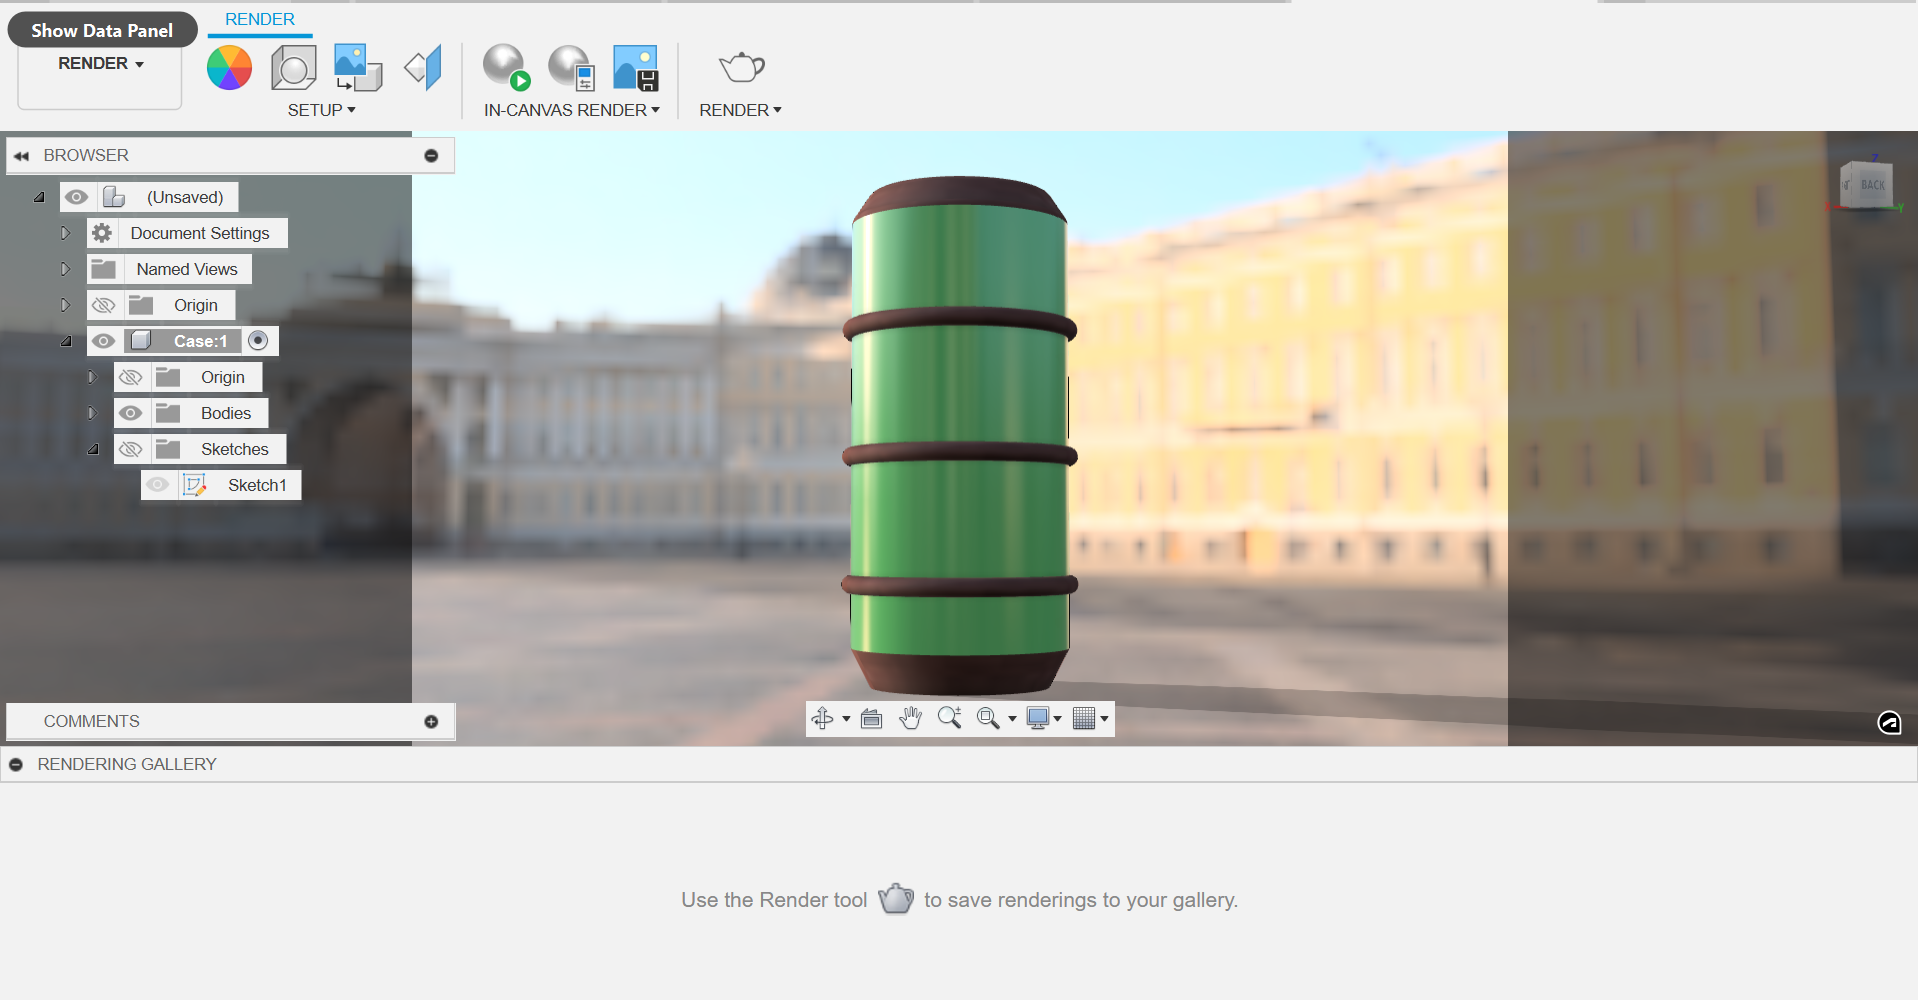 Show Data Panel
RENDER
RENDER
SETUP
IN-CANVAS RENDER
RENDER
BROWSER
(Unsaved)
Document Settings
Named Views
Origin
Case:1
Origin
Bodies
Sketches
Sketch1
Z
BACK
Y
COMMENTS
RENDERING GALLERY
Use the Render tool to save renderings to your gallery.